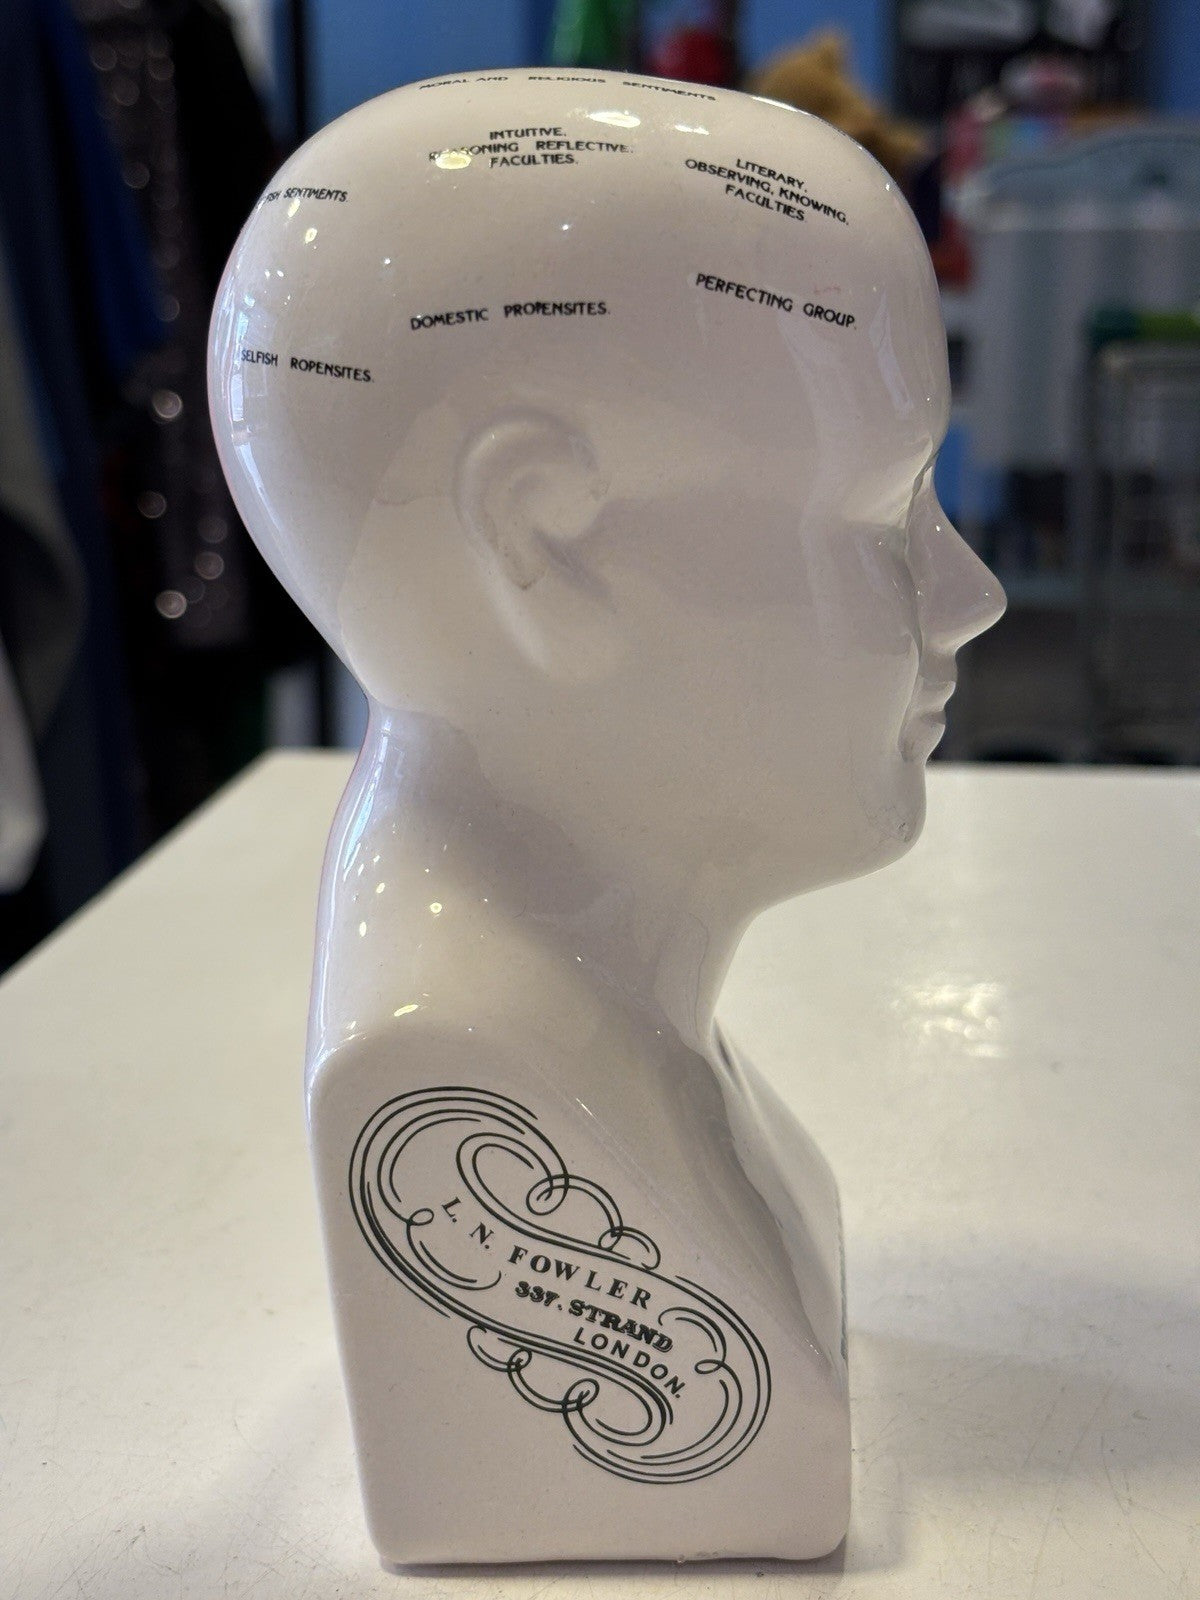 MORAL AND RELIGIOUS SENTIMENTS
INTUITIVE.
REASONING REFLECTIVE.
FACULTIES.
LITERARY.
OBSERVING, KNOWING.
FACULTIES
SENTIMENTS
PERFECTING GROUP.
DOMESTIC PROPENSITES.
SELFISH ROPENSITES.
L. N. FOWLER
337. STRAND
LONDON.